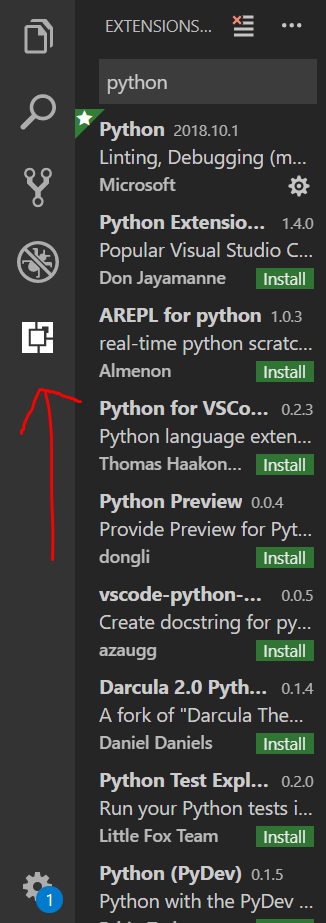 EXTENSIONS...
python
Python 2018.10.1
Linting, Debugging (m...
Microsoft
Python Extensio... 1.4.0
Popular Visual Studio C...
Don Jayamanne Install
AREPL for python 1.0.3
real-time python scratc...
Almenon Install
Python for VSCo... 0.2.3
Python language exten...
Thomas Haakon... Install
Python Preview 0.0.4
Provide Preview for Pyt...
dongli Install
vscode-python-... 0.0.5
Create docstring for py...
azaugg Install
Darcula 2.0 Pyth... 0.1.4
A fork of "Darcula The...
Daniel Daniels Install
Python Test Expl... 0.2.0
Run your Python tests i...
Little Fox Team Install
Python (PyDev) 0.1.5
Python with the PyDev ...
1